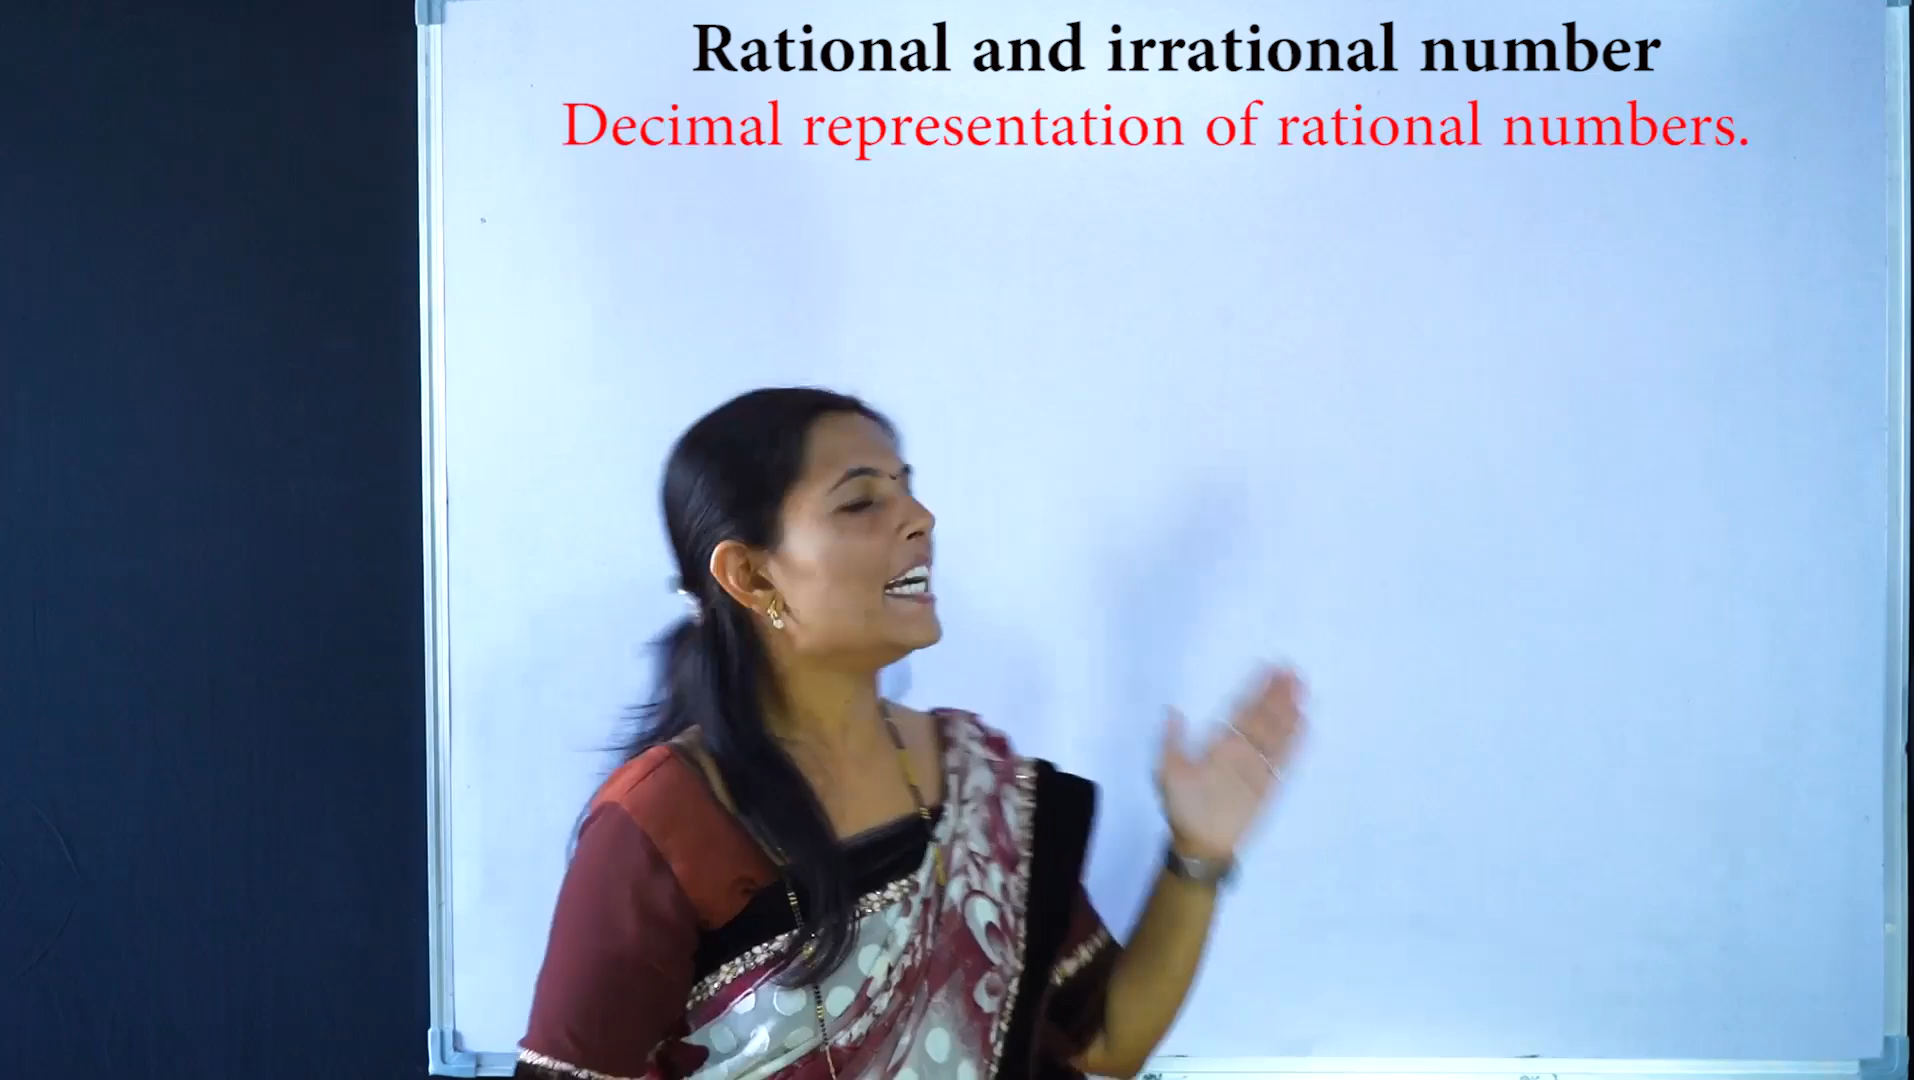 Rational and irrational number
Decimal representation of rational numbers.